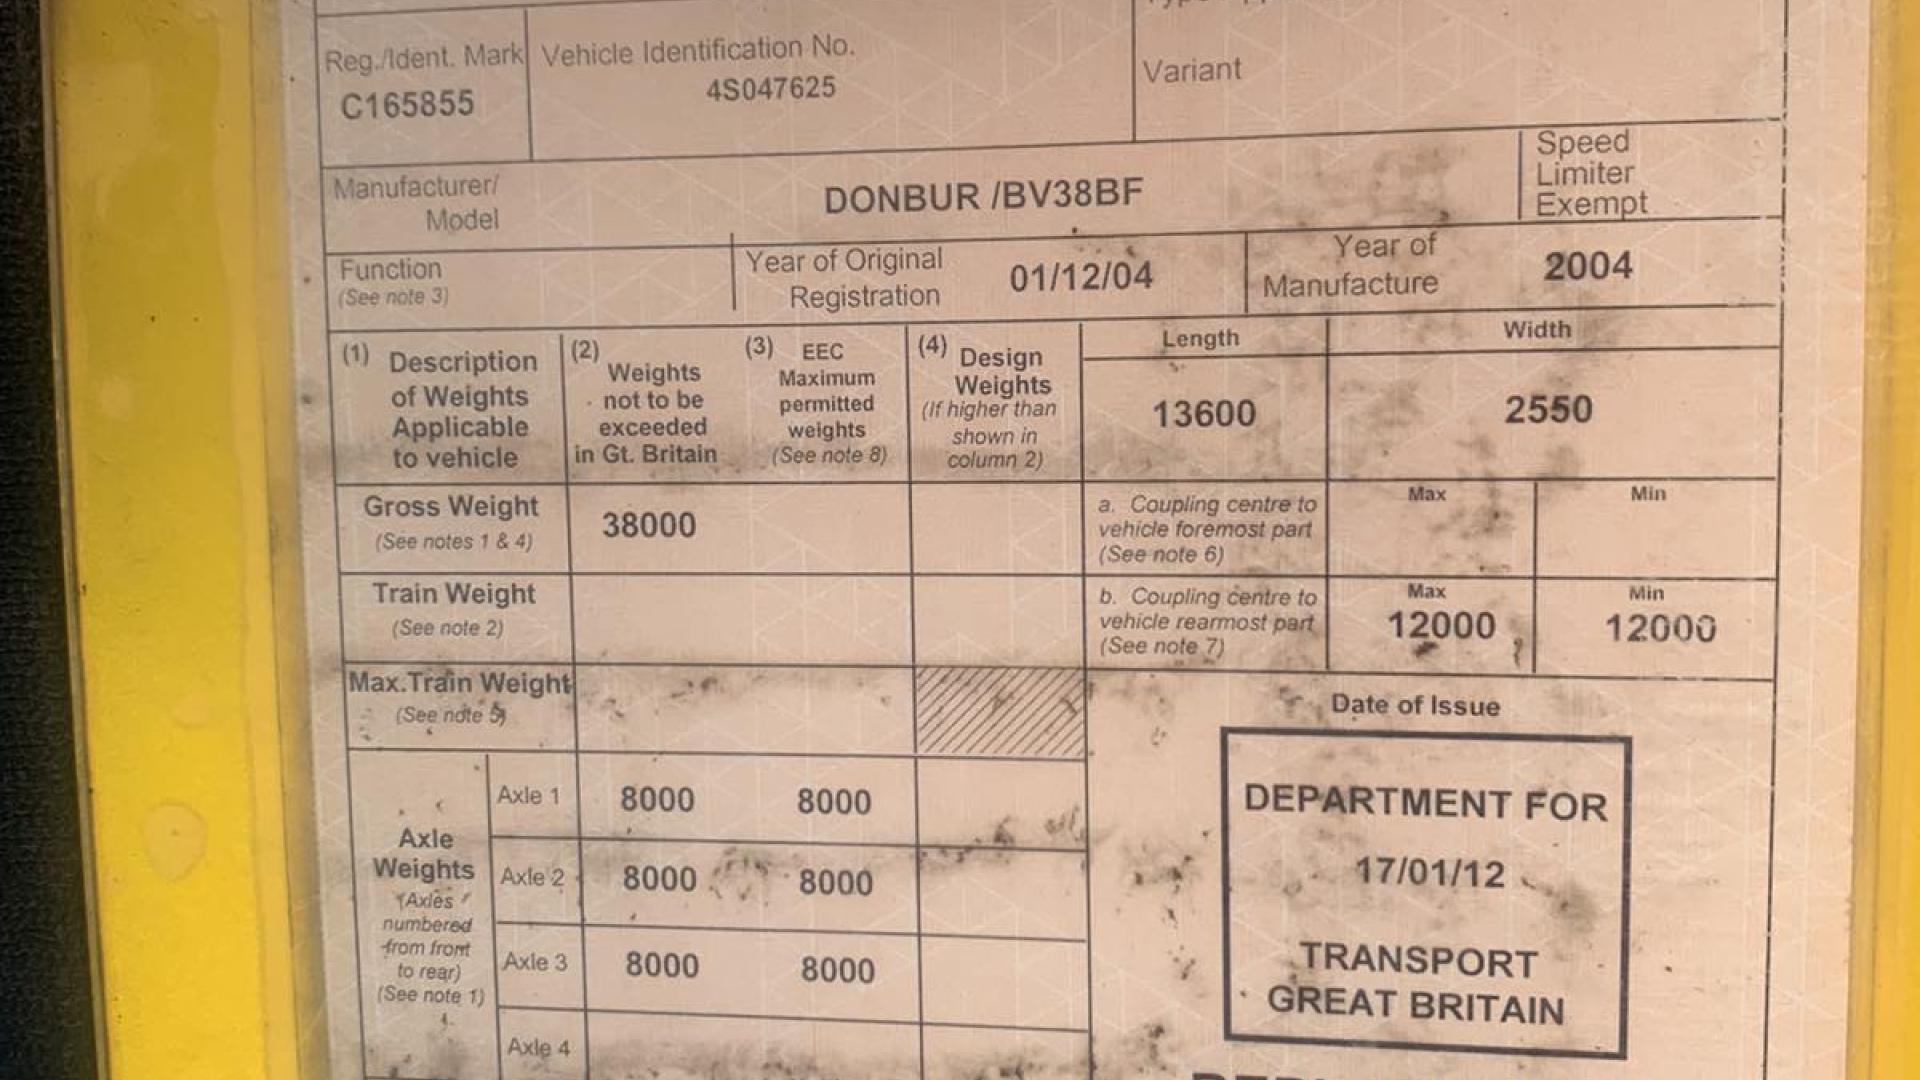 Reg./Ident. Mark
C165855
Vehicle Identification No.
4S047625
Variant
Manufacturer/
Model
DONBUR /BV38BF
Speed
Limiter
Exempt
Function
(See note 3)
Year of Original
Registration
01/12/04
Year of
Manufacture
2004
(1) Description
of Weights
Applicable
to vehicle
(2) Weights
not to be
exceeded
in Gt. Britain
(3) EEC
Maximum
permitted
weights
(See note 8)
(4) Design
Weights
(If higher than
shown in
column 2)
Length
13600
Width
2550
Gross Weight
(See notes 1 & 4)
38000
a. Coupling centre to
vehicle foremost part
(See note 6)
Max
Min
Train Weight
(See note 2)
b. Coupling centre to
vehicle rearmost part
(See note 7)
Max
12000
Min
12000
Max.Train Weight
(See note 5)
Date of Issue
DEPARTMENT FOR
17/01/12
TRANSPORT
GREAT BRITAIN
Axle
Weights
(Axles
numbered
from front
to rear)
(See note 1)
Axle 1 8000 8000
Axle 2 8000 8000
Axle 3 8000 8000
Axle 4